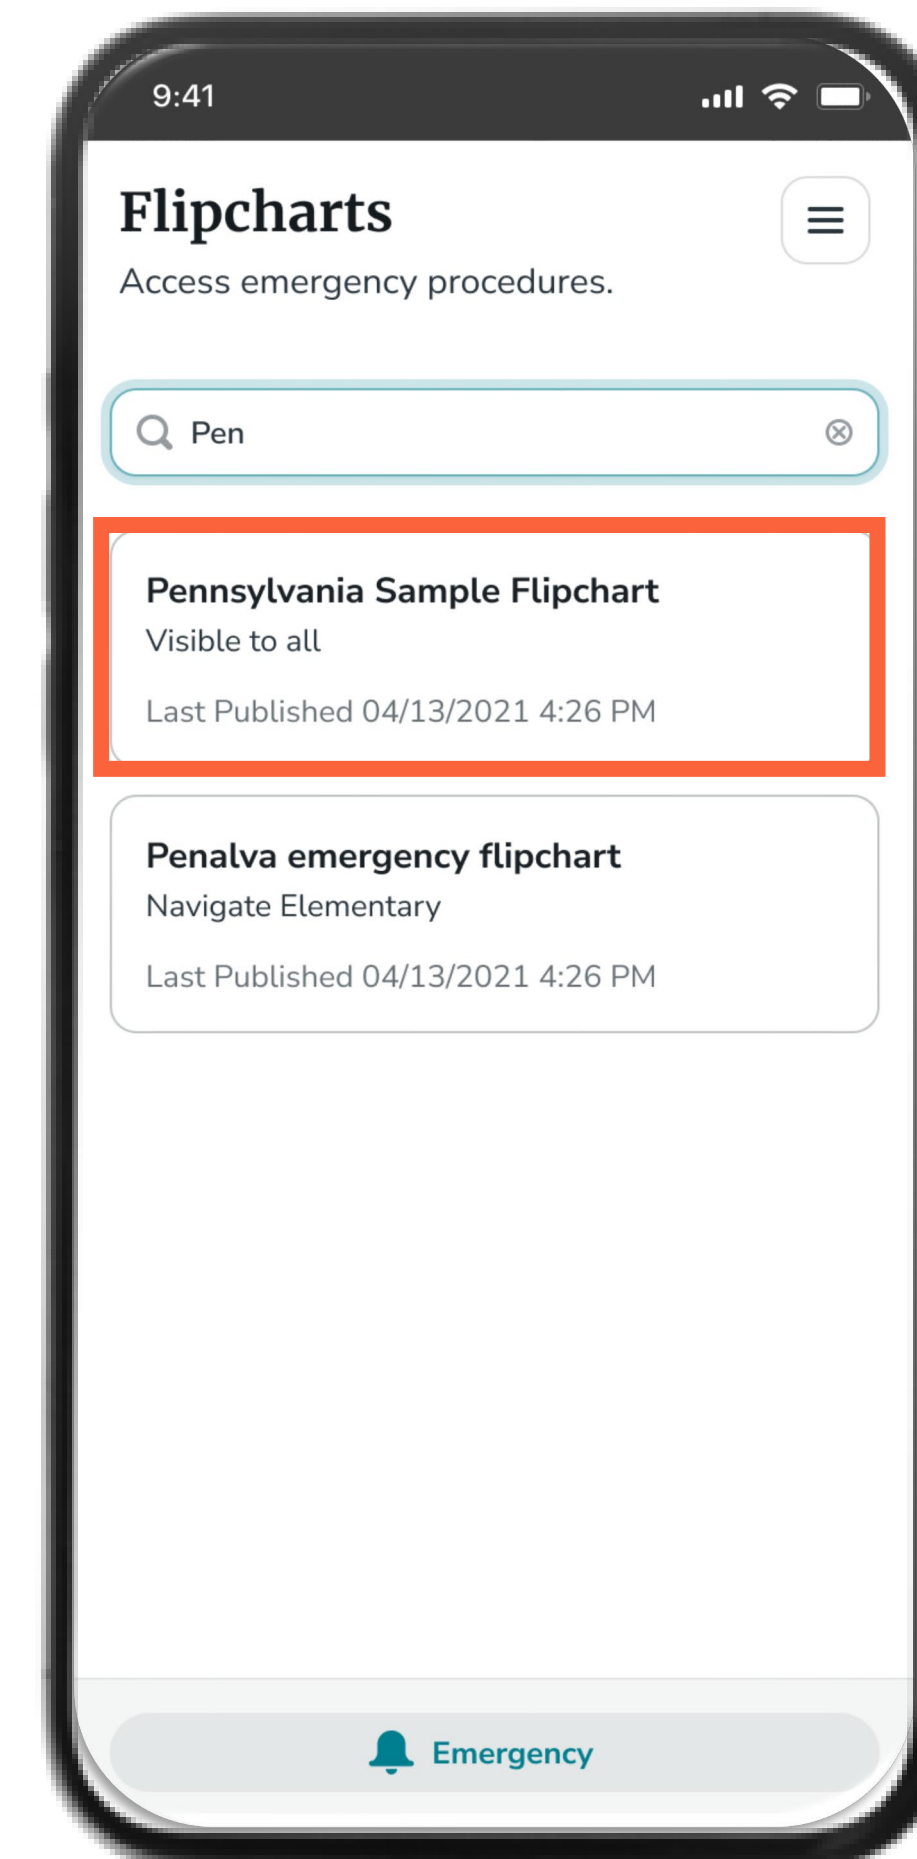 9:41
Flipcharts
Access emergency procedures.
Pen
Pennsylvania Sample Flipchart
Visible to all
Last Published 04/13/2021 4:26 PM
Penalva emergency flipchart
Navigate Elementary
Last Published 04/13/2021 4:26 PM
Emergency